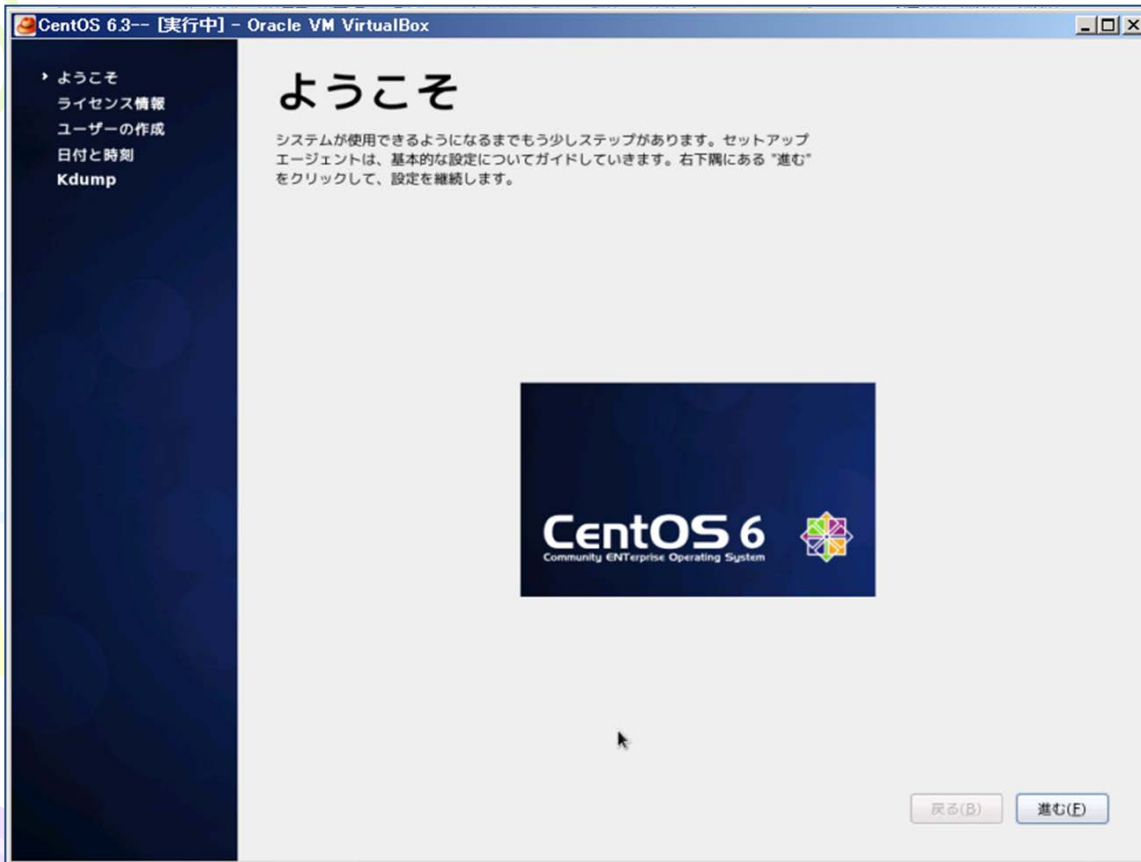 CentOS 6.3-- [実行中] - Oracle VM VirtualBox
ようこそ
ライセンス情報
ユーザーの作成
日付と時刻
Kdump
ようこそ
システムが使用できるようになるまでもう少しステップがあります。セットアップ
エージェントは、基本的な設定についてガイドしていきます。右下隅にある "進む"
をクリックして、設定を継続します。
CentOS 6
Community ENTerprise Operating System
戻る(B)
進む(F)